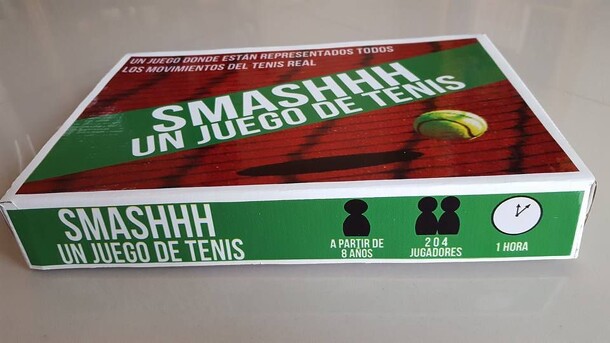 UN JUEGO DONDE ESTÁN REPRESENTADOS TODOS
LOS MOVIMIENTOS DEL TENIS REAL
SMASHHH
UN JUEGO DE TENIS
SMASHHH
UN JUEGO DE TENIS
A PARTIR DE
8 AÑOS
2 O 4
JUGADORES
1 HORA